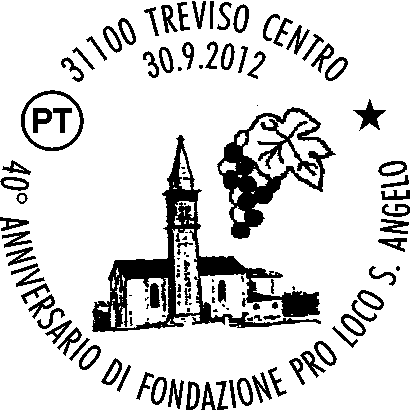 31100 TREVISO CENTRO
30.9.2012
PT
40° ANNIVERSARIO DI FONDAZIONE PRO LOCO S. ANGELO